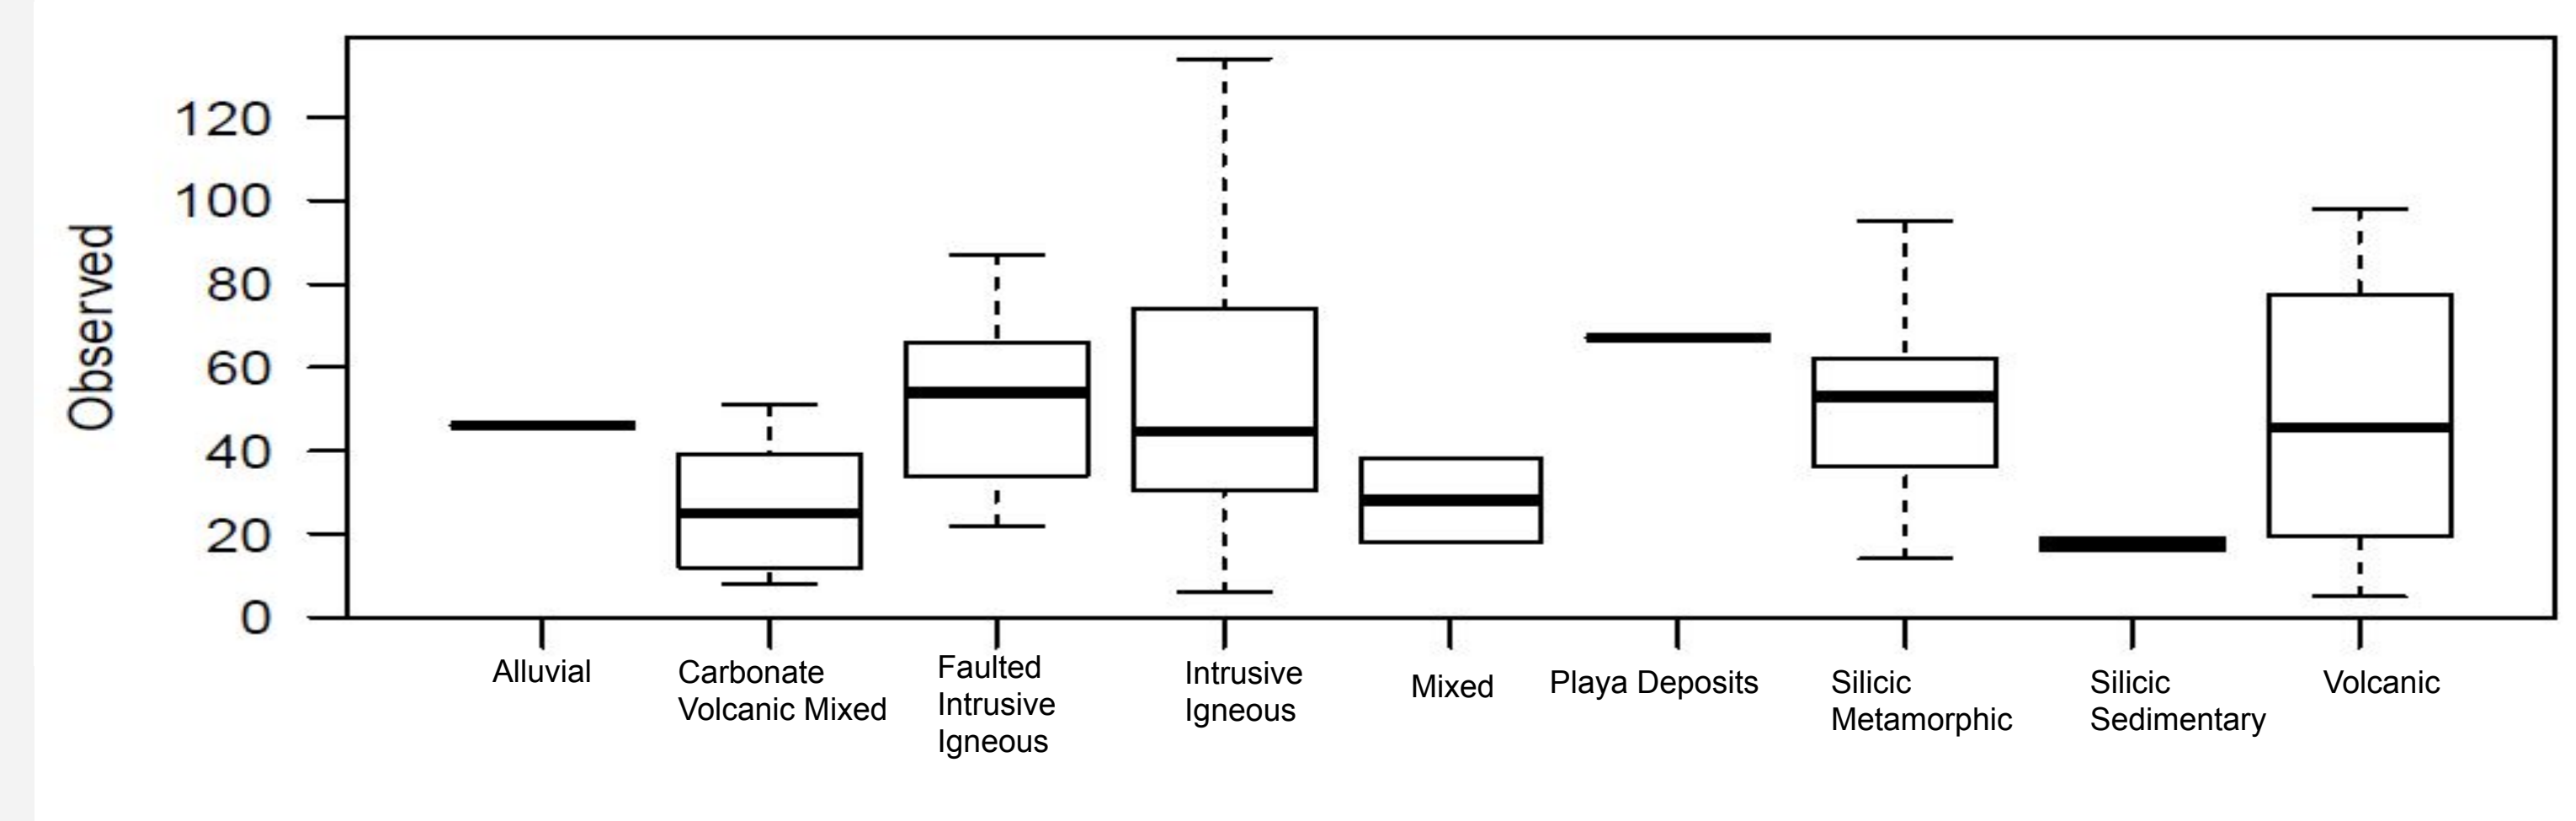 Observed
120
100
80
60
40
20
0
Alluvial
Carbonate
Volcanic Mixed
Faulted
Intrusive
Igneous
Intrusive
Igneous
Mixed
Playa Deposits
Silicic
Metamorphic
Silicic
Sedimentary
Volcanic